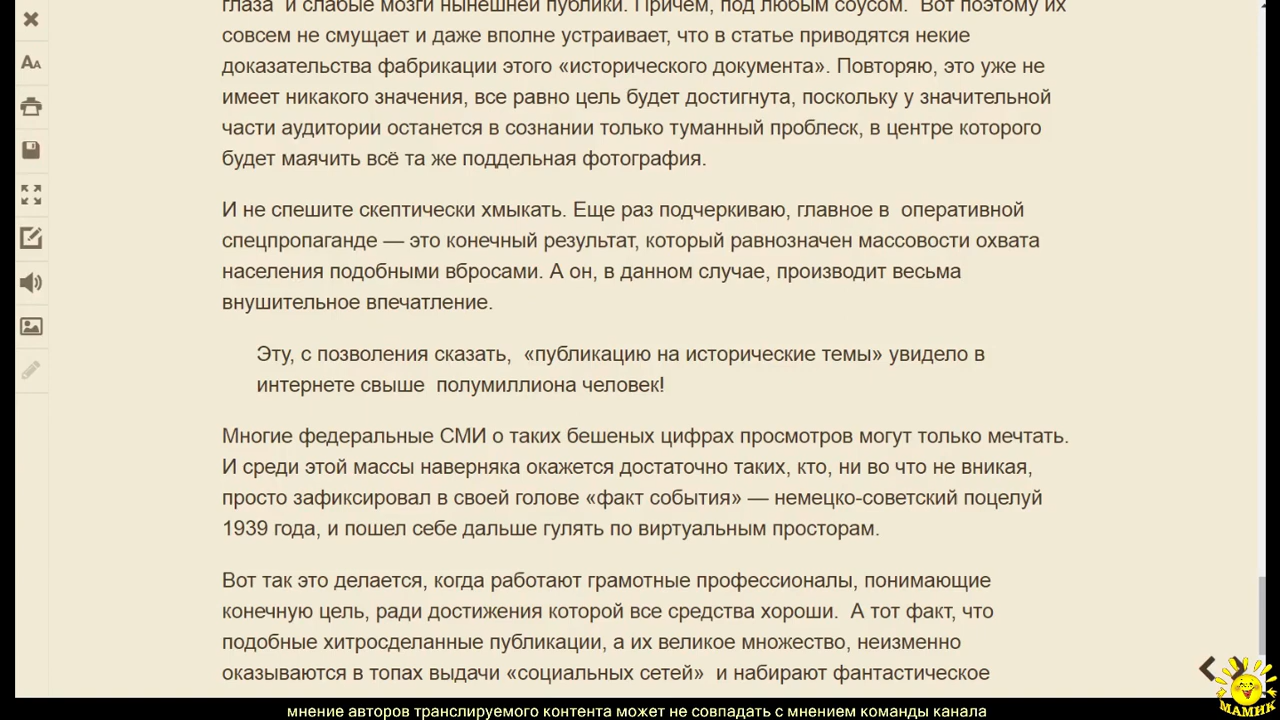 глаза и слабые мозги нынешней публики. Причем, под любым соусом. Вот поэтому их
совсем не смущает и даже вполне устраивает, что в статье приводятся некие
доказательства фабрикации этого «исторического документа». Повторяю, это уже не
имеет никакого значения, все равно цель будет достигнута, поскольку у значительной
части аудитории останется в сознании только туманный проблеск, в центре которого
будет маячить всё та же поддельная фотография.
И не спешите скептически хмыкать. Еще раз подчеркиваю, главное в оперативной
спецпропаганде — это конечный результат, который равнозначен массовости охвата
населения подобными вбросами. А он, в данном случае, производит весьма
внушительное впечатление.
Эту, с позволения сказать, «публикацию на исторические темы» увидело в
интернете свыше полумиллиона человек!
Многие федеральные СМИ о таких бешеных цифрах просмотров могут только мечтать.
И среди этой массы наверняка окажется достаточно таких, кто, ни во что не вникая,
просто зафиксировал в своей голове «факт события» — немецко-советский поцелуй
1939 года, и пошел себе дальше гулять по виртуальным просторам.
Вот так это делается, когда работают грамотные профессионалы, понимающие
конечную цель, ради достижения которой все средства хороши. А тот факт, что
подобные хитросделанные публикации, а их великое множество, неизменно
оказываются в топах выдачи «социальных сетей» и набирают фантастическое
МАМИК
мнение авторов транслируемого контента может не совпадать с мнением команды канала